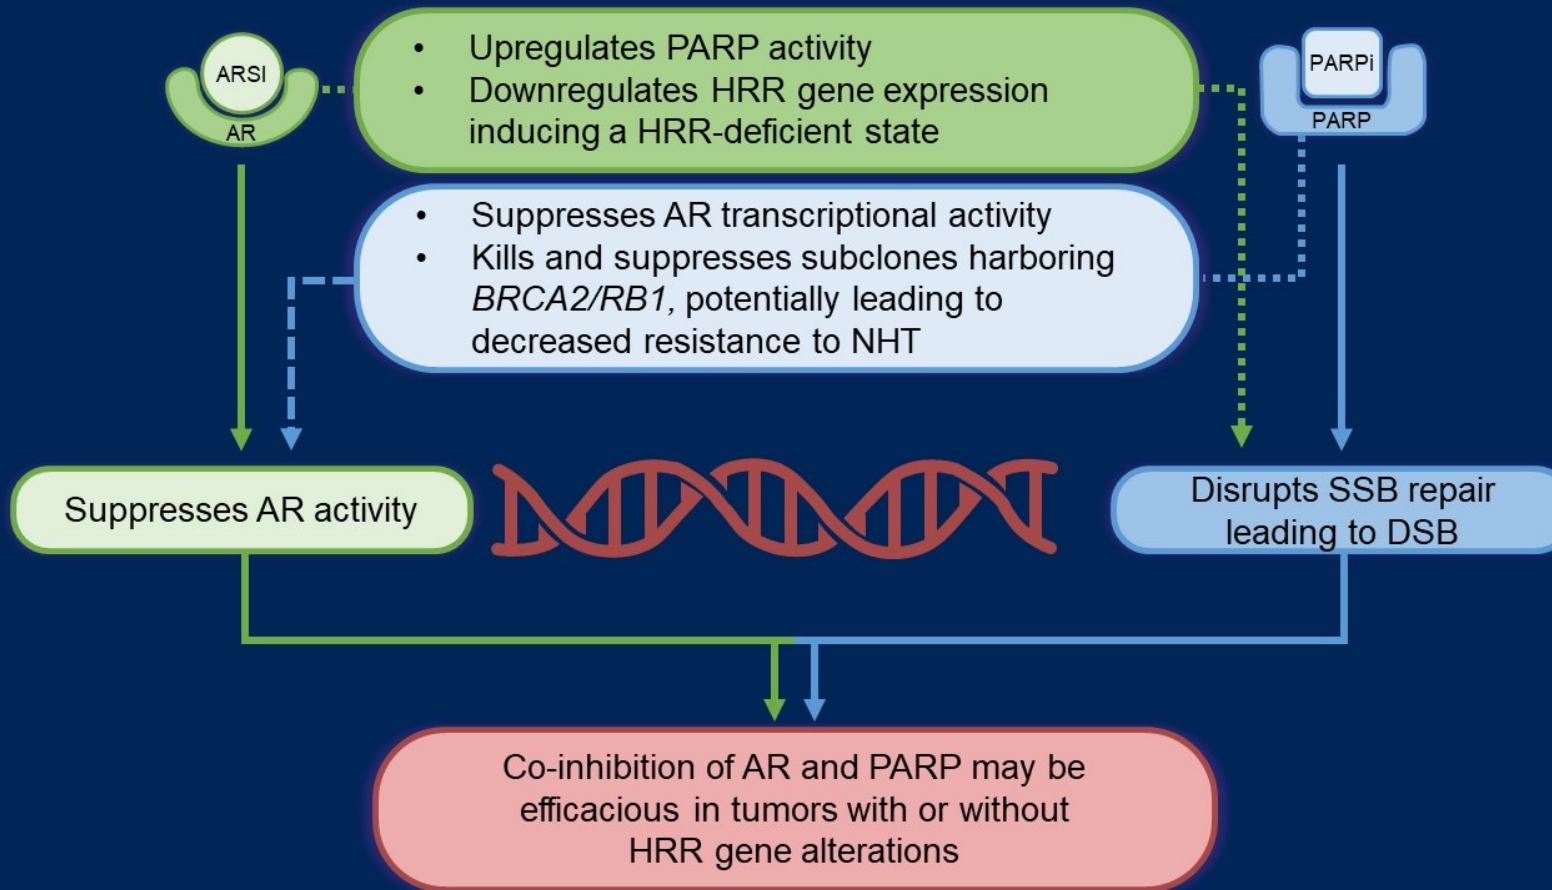 ARSI
AR
• Upregulates PARP activity
• Downregulates HRR gene expression
inducing a HRR-deficient state
PARPi
PARP
• Suppresses AR transcriptional activity
• Kills and suppresses subclones harboring
BRCA2/RB1, potentially leading to
decreased resistance to NHT
Suppresses AR activity
Disrupts SSB repair
leading to DSB
Co-inhibition of AR and PARP may be
efficacious in tumors with or without
HRR gene alterations